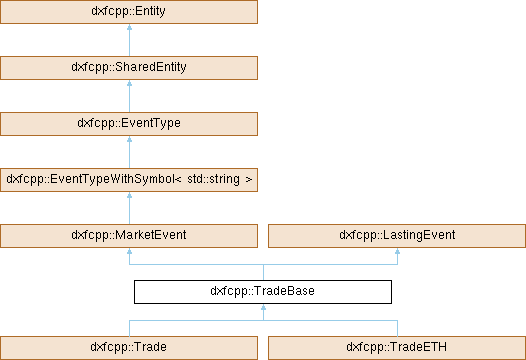 dxfcpp::Entity
dxfcpp::SharedEntity
dxfcpp::EventType
dxfcpp::EventTypeWithSymbol< std::string >
dxfcpp::MarketEvent
dxfcpp::LastingEvent
dxfcpp::TradeBase
dxfcpp::Trade
dxfcpp::TradeETH